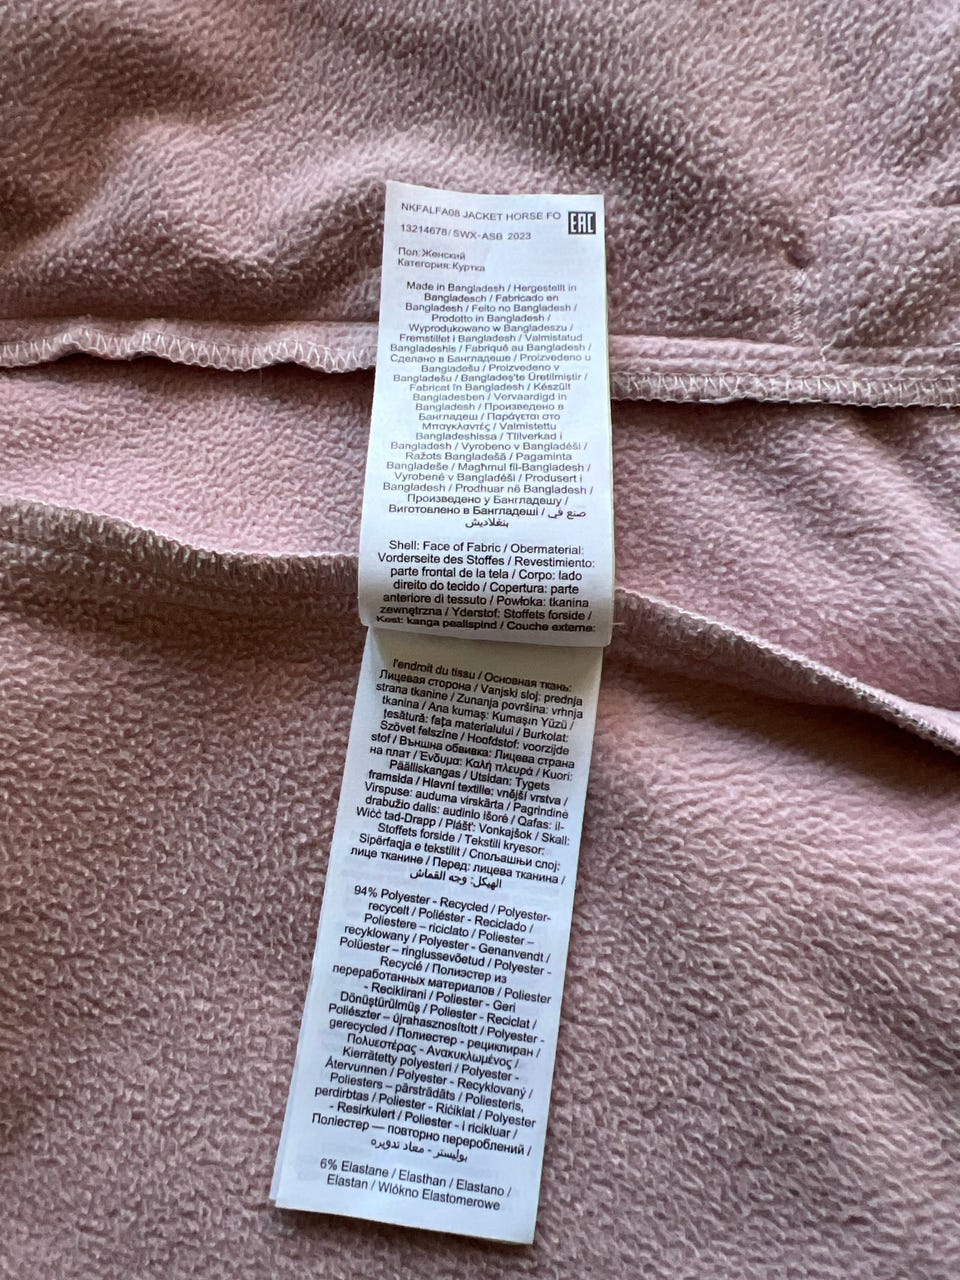 NKFALFA08 JACKET HORSE FO
EAC
13214678/ SWX-ASB 2023
Пол: Женский
Категория: Куртка
Made in Bangladesh / Hergestellt in
Bangladesch / Fabricado en
Bangladesh / Feito no Bangladesh /
Prodotto in Bangladesh /
Wyprodukowano w Bangladeszu /
Fremstillet i Bangladesh / Valmistatud
Bangladeshis / Fabriqué au Bangladesh /
Сделано в Бангладеше / Proizvedeno u
Bangladešu / Proizvedeno v
Bangladešu / Bangladeş'te Üretilmiştir /
Fabricat în Bangladesh / Készült
Bangladesben / Vervaardigd in
Bangladesh / Произведено в
Бангладеш / Παράγεται στο
Μπαγκλαντές / Valmistettu
Bangladeshissa / Tillverkad i
Bangladesh / Vyrobeno v Bangladéši /
Ražots Bangladešā / Pagaminta
Bangladeše / Magħmul fil-Bangladesh /
Vyrobené v Bangladéši / Produsert i
Bangladesh / Prodhuar në Bangladesh /
Произведено у Бангладешу /
Виготовлено в Бангладеші / صنع في
بنغلاديش
Shell: Face of Fabric / Obermaterial:
Vorderseite des Stoffes / Revestimiento:
parte frontal de la tela / Corpo: lado
direito do tecido / Copertura: parte
anteriore di tessuto / Powłoka: tkanina
zewnętrzna / Yderstof: Stoffets forside /
Kest: kanga pealispind / Couche externe:
l'endroit du tissu / Основная ткань:
Лицевая сторона / Vanjski sloj: prednja
strana tkanine / Zunanja površina: vrhnja
tkanina / Ana kumaş: Kumaşın Yüzü /
țesătură: fața materialului / Burkolat:
Szövet felszíne / Hoofdstof: voorzijde
stof / Външна обвивка: Лицева страна
на плат / Ένδυμα: Καλή πλευρά / Kuori:
Päälliskangas / Utsidan: Tygets
framsida / Hlavní textilie: vnější vrstva /
Virspuse: auduma virskārta / Pagrindinė
drabužio dalis: audinio išorė / Qafas: il-
Wiċċ tad-Drapp / Plášť: Vonkajšok / Skall:
Stoffets forside / Tekstili kryesor:
Sipërfaqja e tekstilit / Спољашњи слој:
лице тканине / Перед: лицева тканина /
الهيكل: وجه القماش
94% Polyester - Recycled / Polyester-
recycelt / Poliéster - Reciclado /
Poliestere – riciclato / Poliester –
recyklowany / Polyester - Genanvendt /
Polüester – ringlussevõetud / Polyester -
Recyclé / Полиэстер из
переработанных материалов / Poliester
- Reciklirani / Poliester - Geri
Dönüştürülmüş / Poliester - Reciclat /
Poliészter – újrahasznosított / Polyester -
gerecycled / Полиестер - рециклиран /
Πολυεστέρας - Ανακυκλωμένος /
Kierrätetty polyesteri / Polyester -
Återvunnen / Polyester - Recyklovaný /
Poliesters – pārstrādāts / Poliesteris,
perdirbtas / Poliester - Riċiklat / Polyester
- Resirkulert / Poliester - i ricikluar /
Поліестер — повторно перероблений /
بوليستر - معاد تدويره
6% Elastane / Elasthan / Elastano /
Elastan / Włókno Elastomerowe